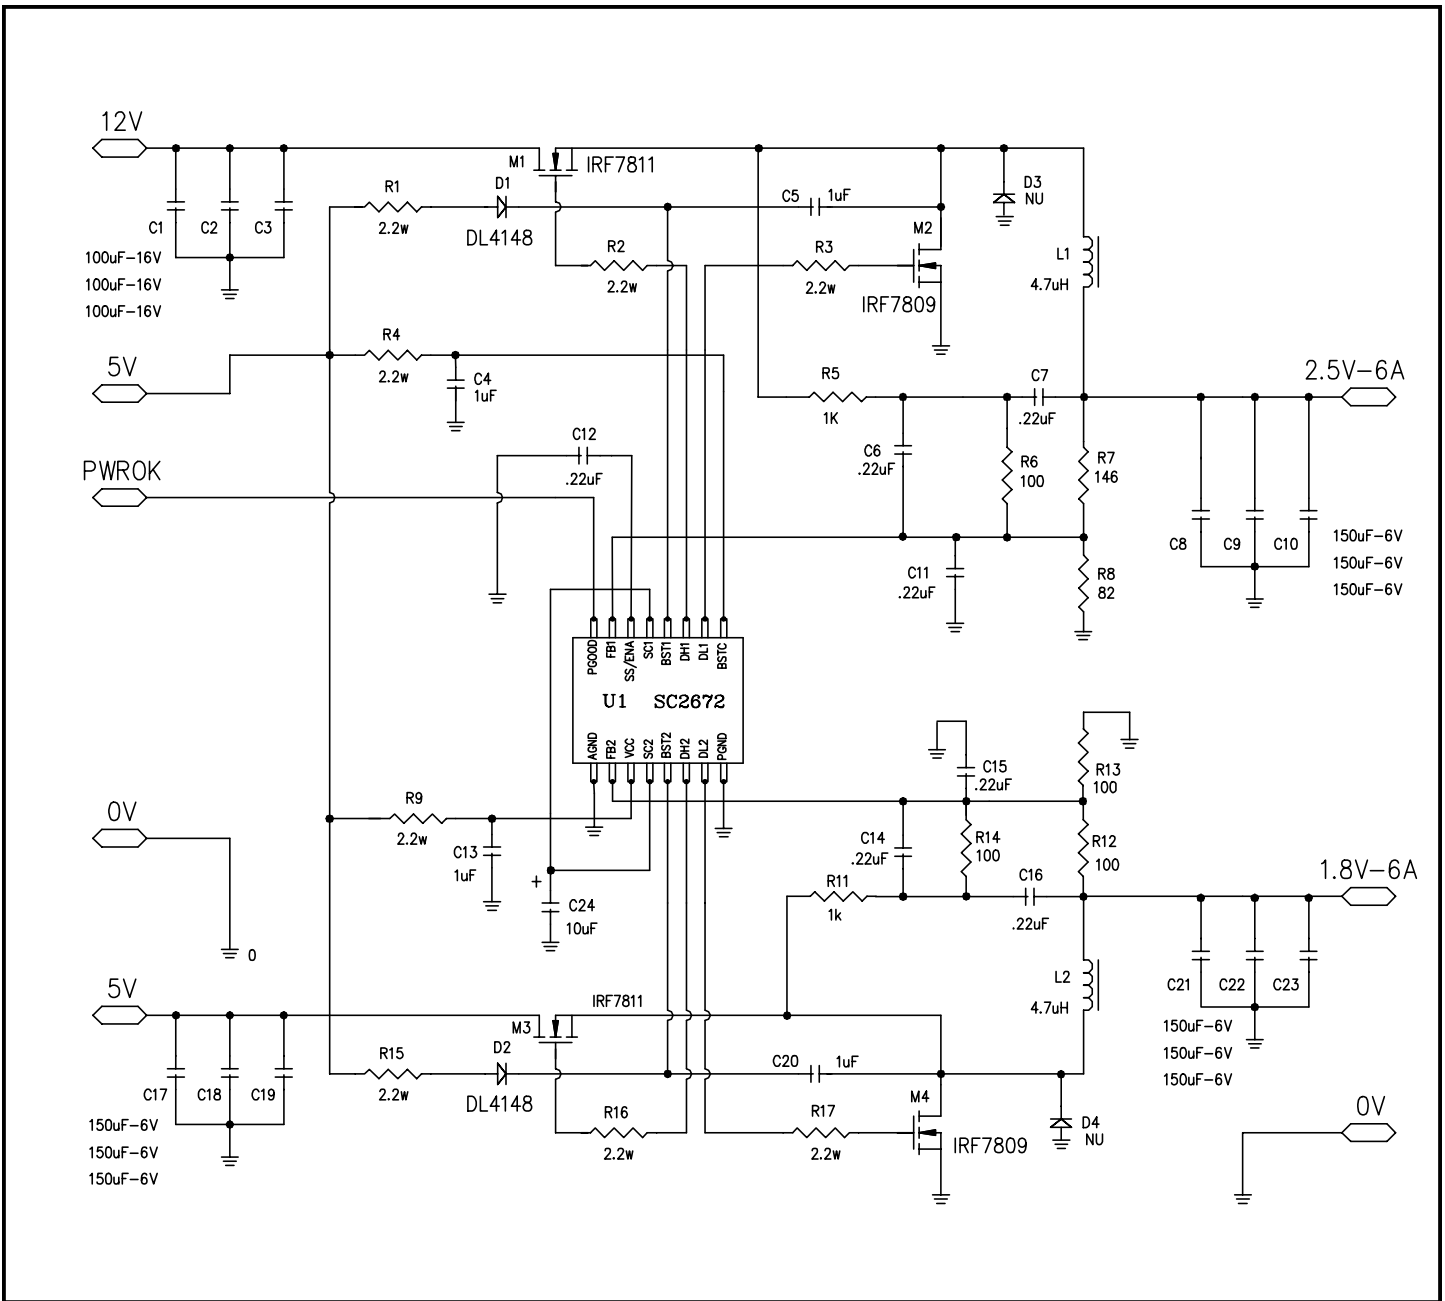 12V
M1
IRF7811
R1
2.2w
D1
DL4148
C5
1uF
D3
NU
C1
C2
C3
100uF-16V
100uF-16V
100uF-16V
R2
2.2w
R3
2.2w
M2
IRF7809
L1
4.7uH
5V
R4
2.2w
C4
1uF
R5
1K
C7
.22uF
2.5V-6A
PWROK
C12
.22uF
C6
.22uF
R6
100
R7
146
C8
C9
C10
150uF-6V
150uF-6V
150uF-6V
C11
.22uF
R8
82
PGOOD
FB1
SS/ENA
SC1
BST1
DH1
DL1
BSTC
U1
SC2672
AGND
FB2
VCC
SC2
BST2
DH2
DL2
PGND
C15
.22uF
R13
100
0V
0
R9
2.2w
C13
1uF
C14
.22uF
R14
100
R12
100
R11
1k
C16
.22uF
1.8V-6A
+
C24
10uF
L2
4.7uH
C21
C22
C23
150uF-6V
150uF-6V
150uF-6V
5V
M3
IRF7811
R15
2.2w
D2
DL4148
C20
1uF
C17
C18
C19
150uF-6V
150uF-6V
150uF-6V
R16
2.2w
R17
2.2w
M4
IRF7809
D4
NU
0V